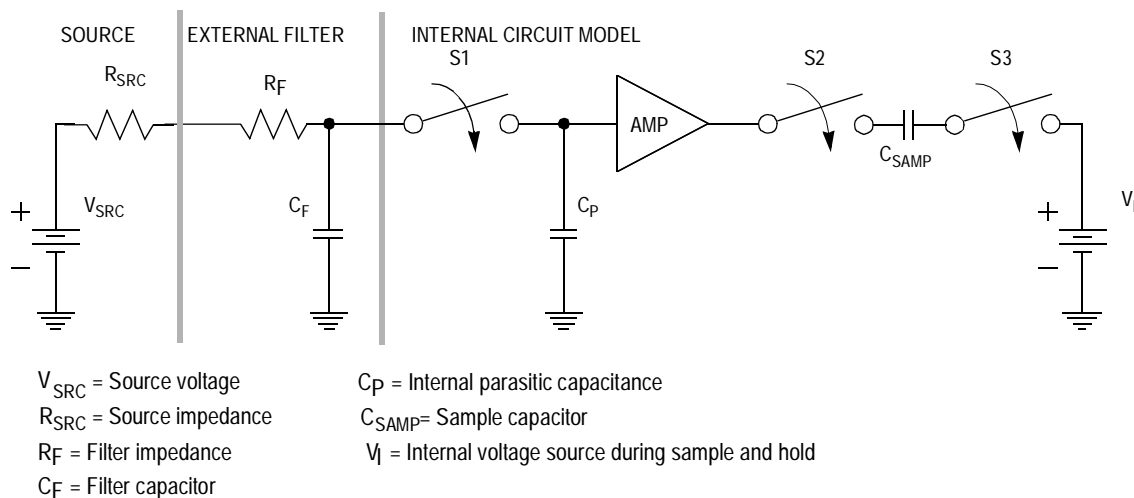 SOURCE EXTERNAL FILTER INTERNAL CIRCUIT MODEL
S1 S2 S3
RSRC RF
AMP
CSAMP
+ VSRC CF CP + VI
− −
VSRC = Source voltage CP = Internal parasitic capacitance
RSRC = Source impedance CSAMP= Sample capacitor
RF = Filter impedance VI = Internal voltage source during sample and hold
CF = Filter capacitor